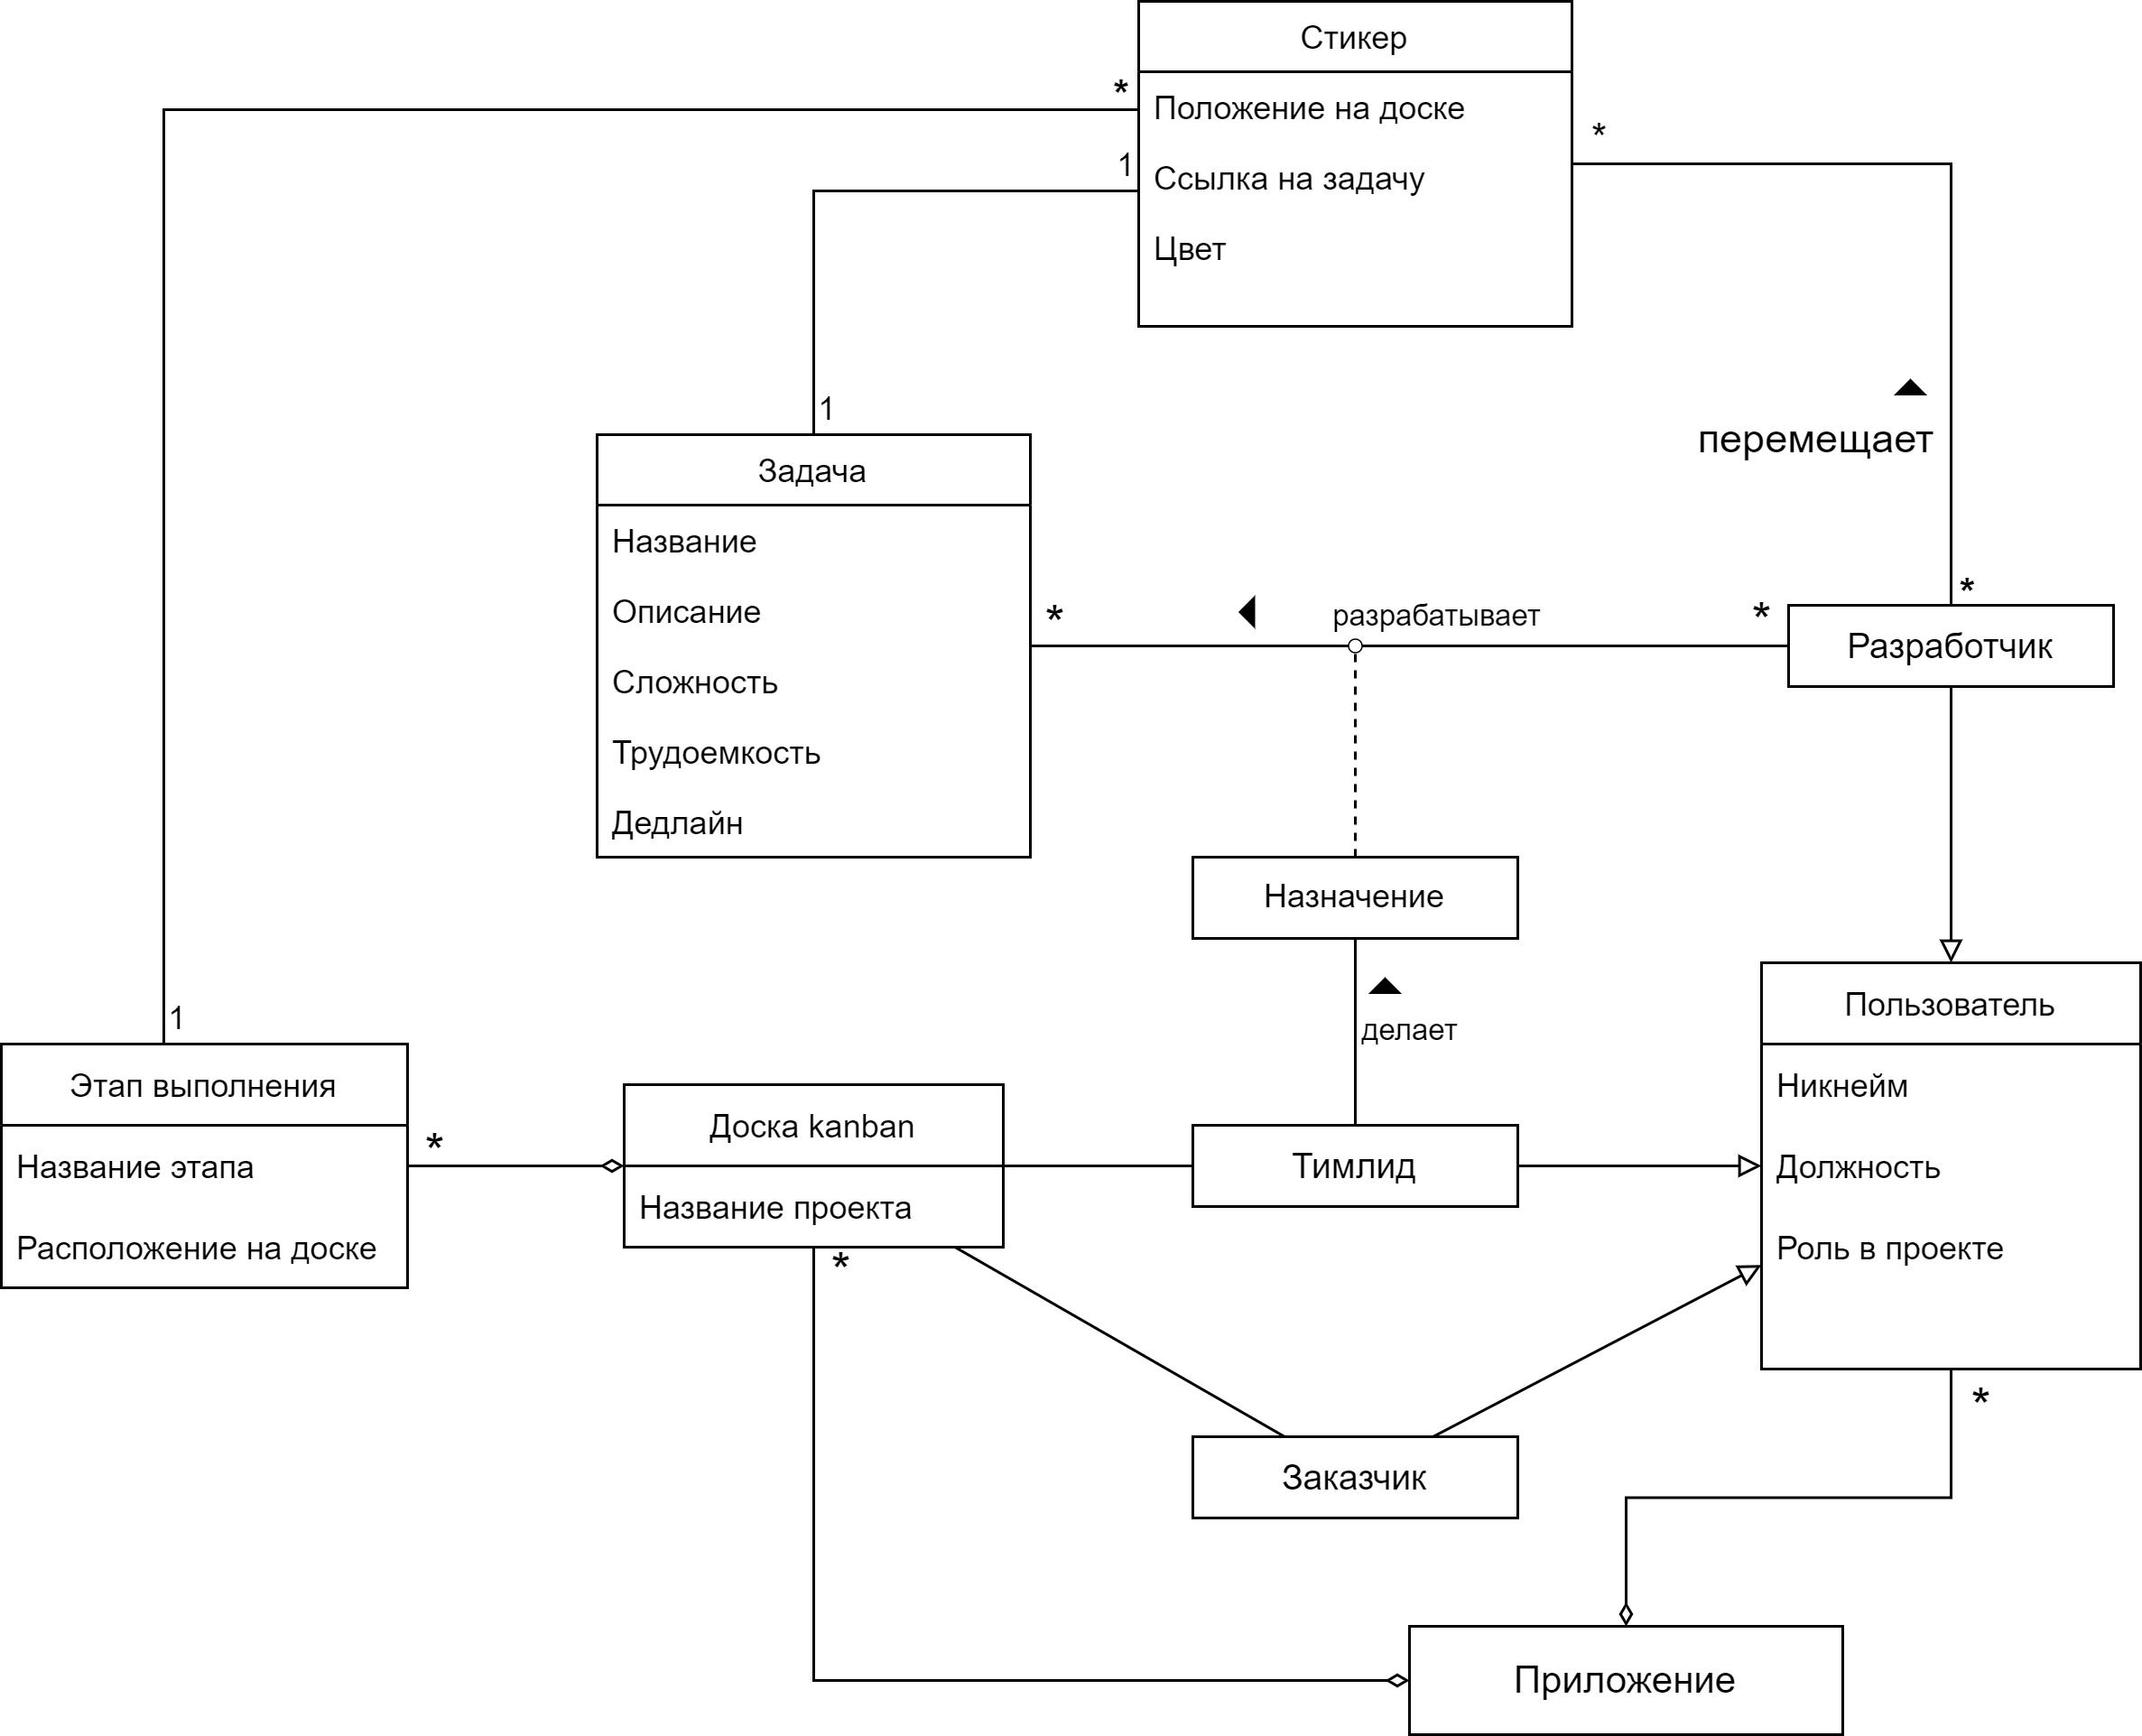 Стикер
*
Положение на доске
*
1
Ссылка на задачу
Цвет
1
перемещает
Задача
Название
*
разрабатывает
*
*
Разработчик
Описание
Сложность
Трудоемкость
Дедлайн
Назначение
делает
1
Этап выполнения
Название этапа
Расположение на доске
*
Доска kanban
Название проекта
*
Тимлид
Пользователь
Никнейм
Должность
Роль в проекте
*
Заказчик
Приложение